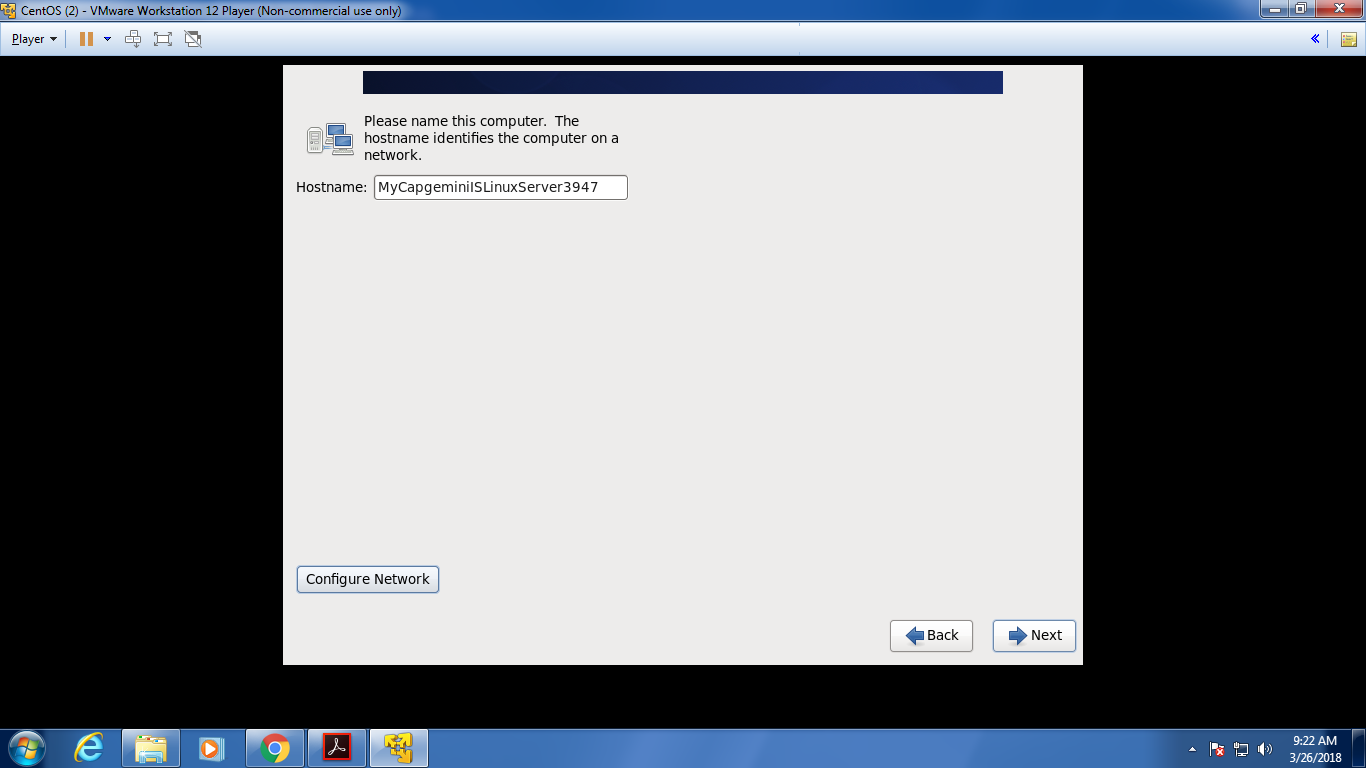 CentOS (2) - VMware Workstation 12 Player (Non-commercial use only)
Player
Please name this computer.  The
hostname identifies the computer on a
network.
Hostname: MyCapgeminiISLinuxServer3947
Configure Network
Back
Next
9:22 AM
3/26/2018